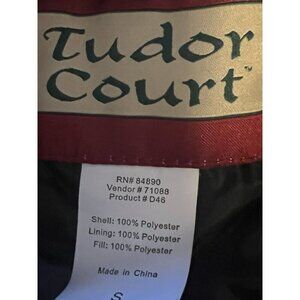 Tudor
Court
RN# 84890
Vendor # 71088
Product # D46
Shell: 100% Polyester
Lining: 100% Polyester
Fill: 100% Polyester
Made in China
S